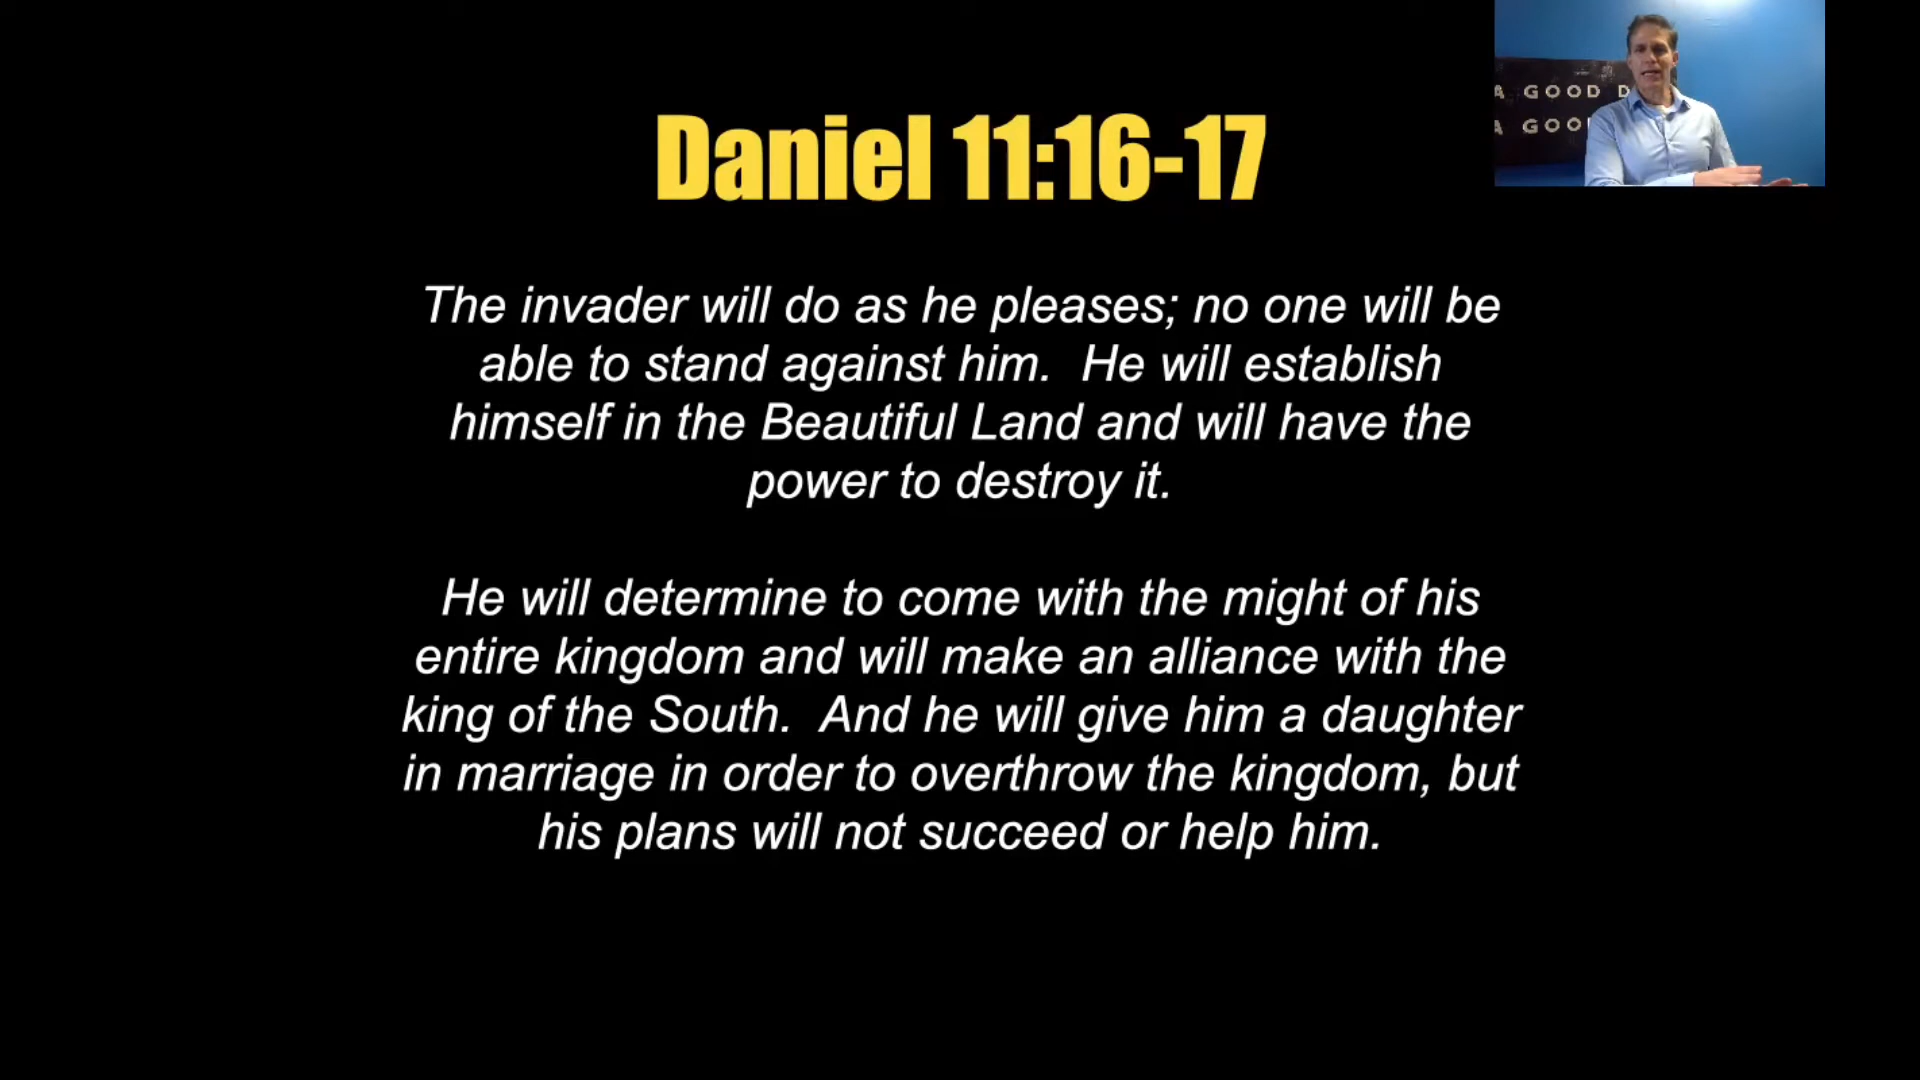 Daniel 11:16-17
A GOOD D
A GOO
The invader will do as he pleases; no one will be
able to stand against him.  He will establish
himself in the Beautiful Land and will have the
power to destroy it.
He will determine to come with the might of his
entire kingdom and will make an alliance with the
king of the South.  And he will give him a daughter
in marriage in order to overthrow the kingdom, but
his plans will not succeed or help him.